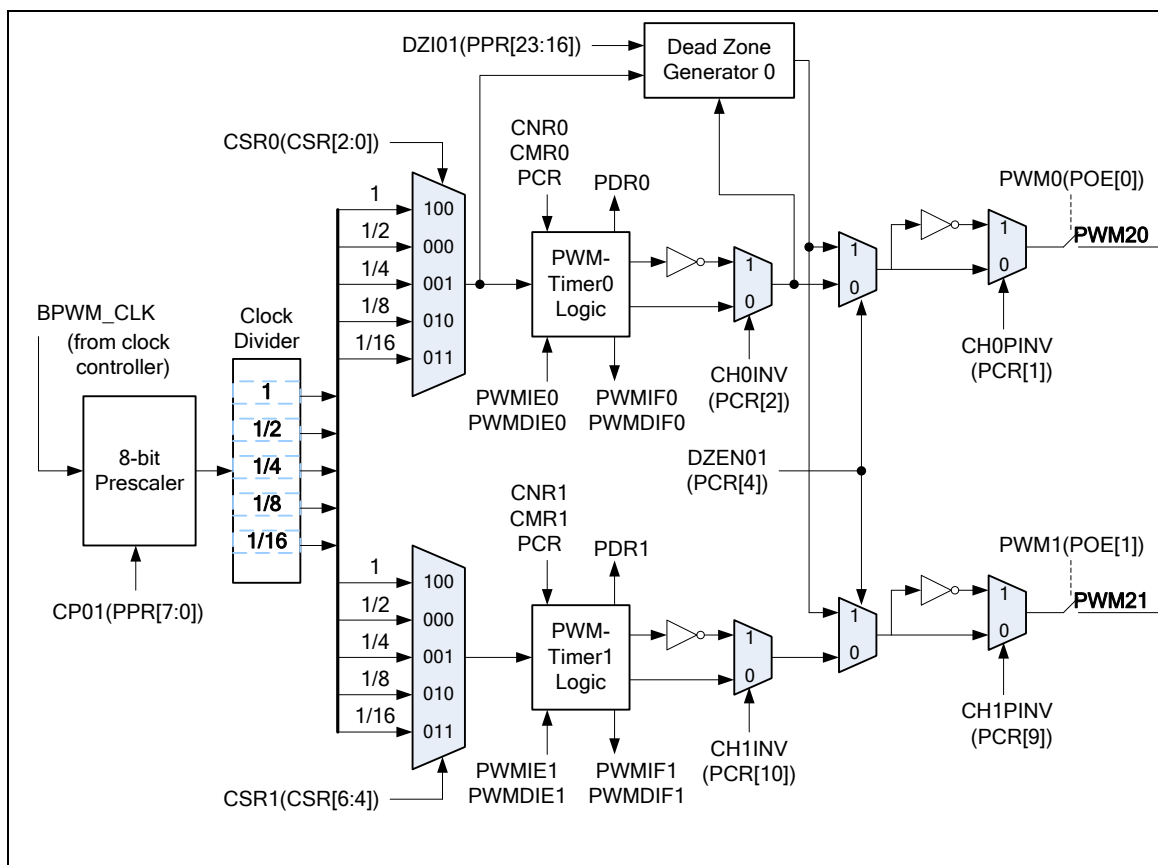 DZI01(PPR[23:16])
Dead Zone
Generator 0
CSR0(CSR[2:0])
CNR0
CMR0
PCR
PDR0
PWM0(POE[0])
1
1/2
1/4
1/8
1/16
100
000
001
010
011
PWM-
Timer0
Logic
1
0
1
0
1
0
PWM20
BPWM_CLK
(from clock
controller)
Clock
Divider
1
1/2
1/4
1/8
1/16
8-bit
Prescaler
CP01(PPR[7:0])
PWMIE0
PWMDIE0
PWMIF0
PWMDIF0
CH0INV
(PCR[2])
CH0PINV
(PCR[1])
DZEN01
(PCR[4])
CNR1
CMR1
PCR
PDR1
PWM1(POE[1])
1
1/2
1/4
1/8
1/16
100
000
001
010
011
PWM-
Timer1
Logic
1
0
1
0
1
0
PWM21
CSR1(CSR[6:4])
PWMIE1
PWMDIE1
PWMIF1
PWMDIF1
CH1INV
(PCR[10])
CH1PINV
(PCR[9])